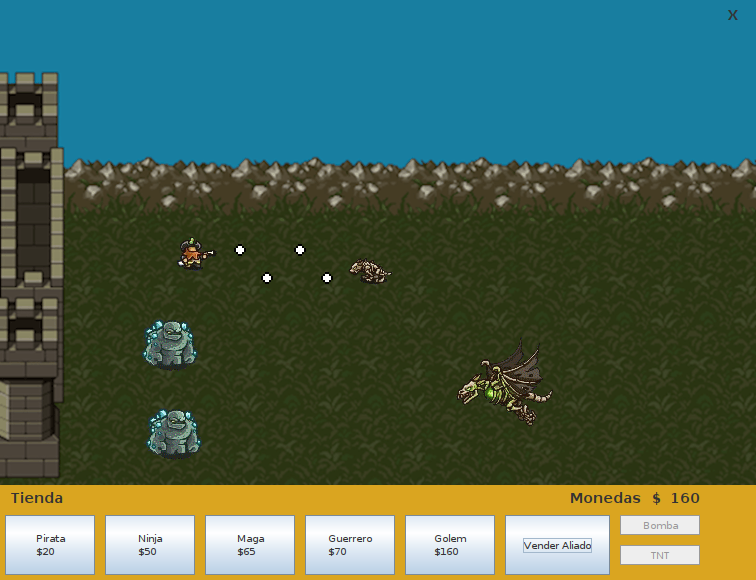 X
Tienda
Monedas $ 160
Pirata
$20
Ninja
$50
Maga
$65
Guerrero
$70
Golem
$160
Vender Aliado
Bomba
TNT